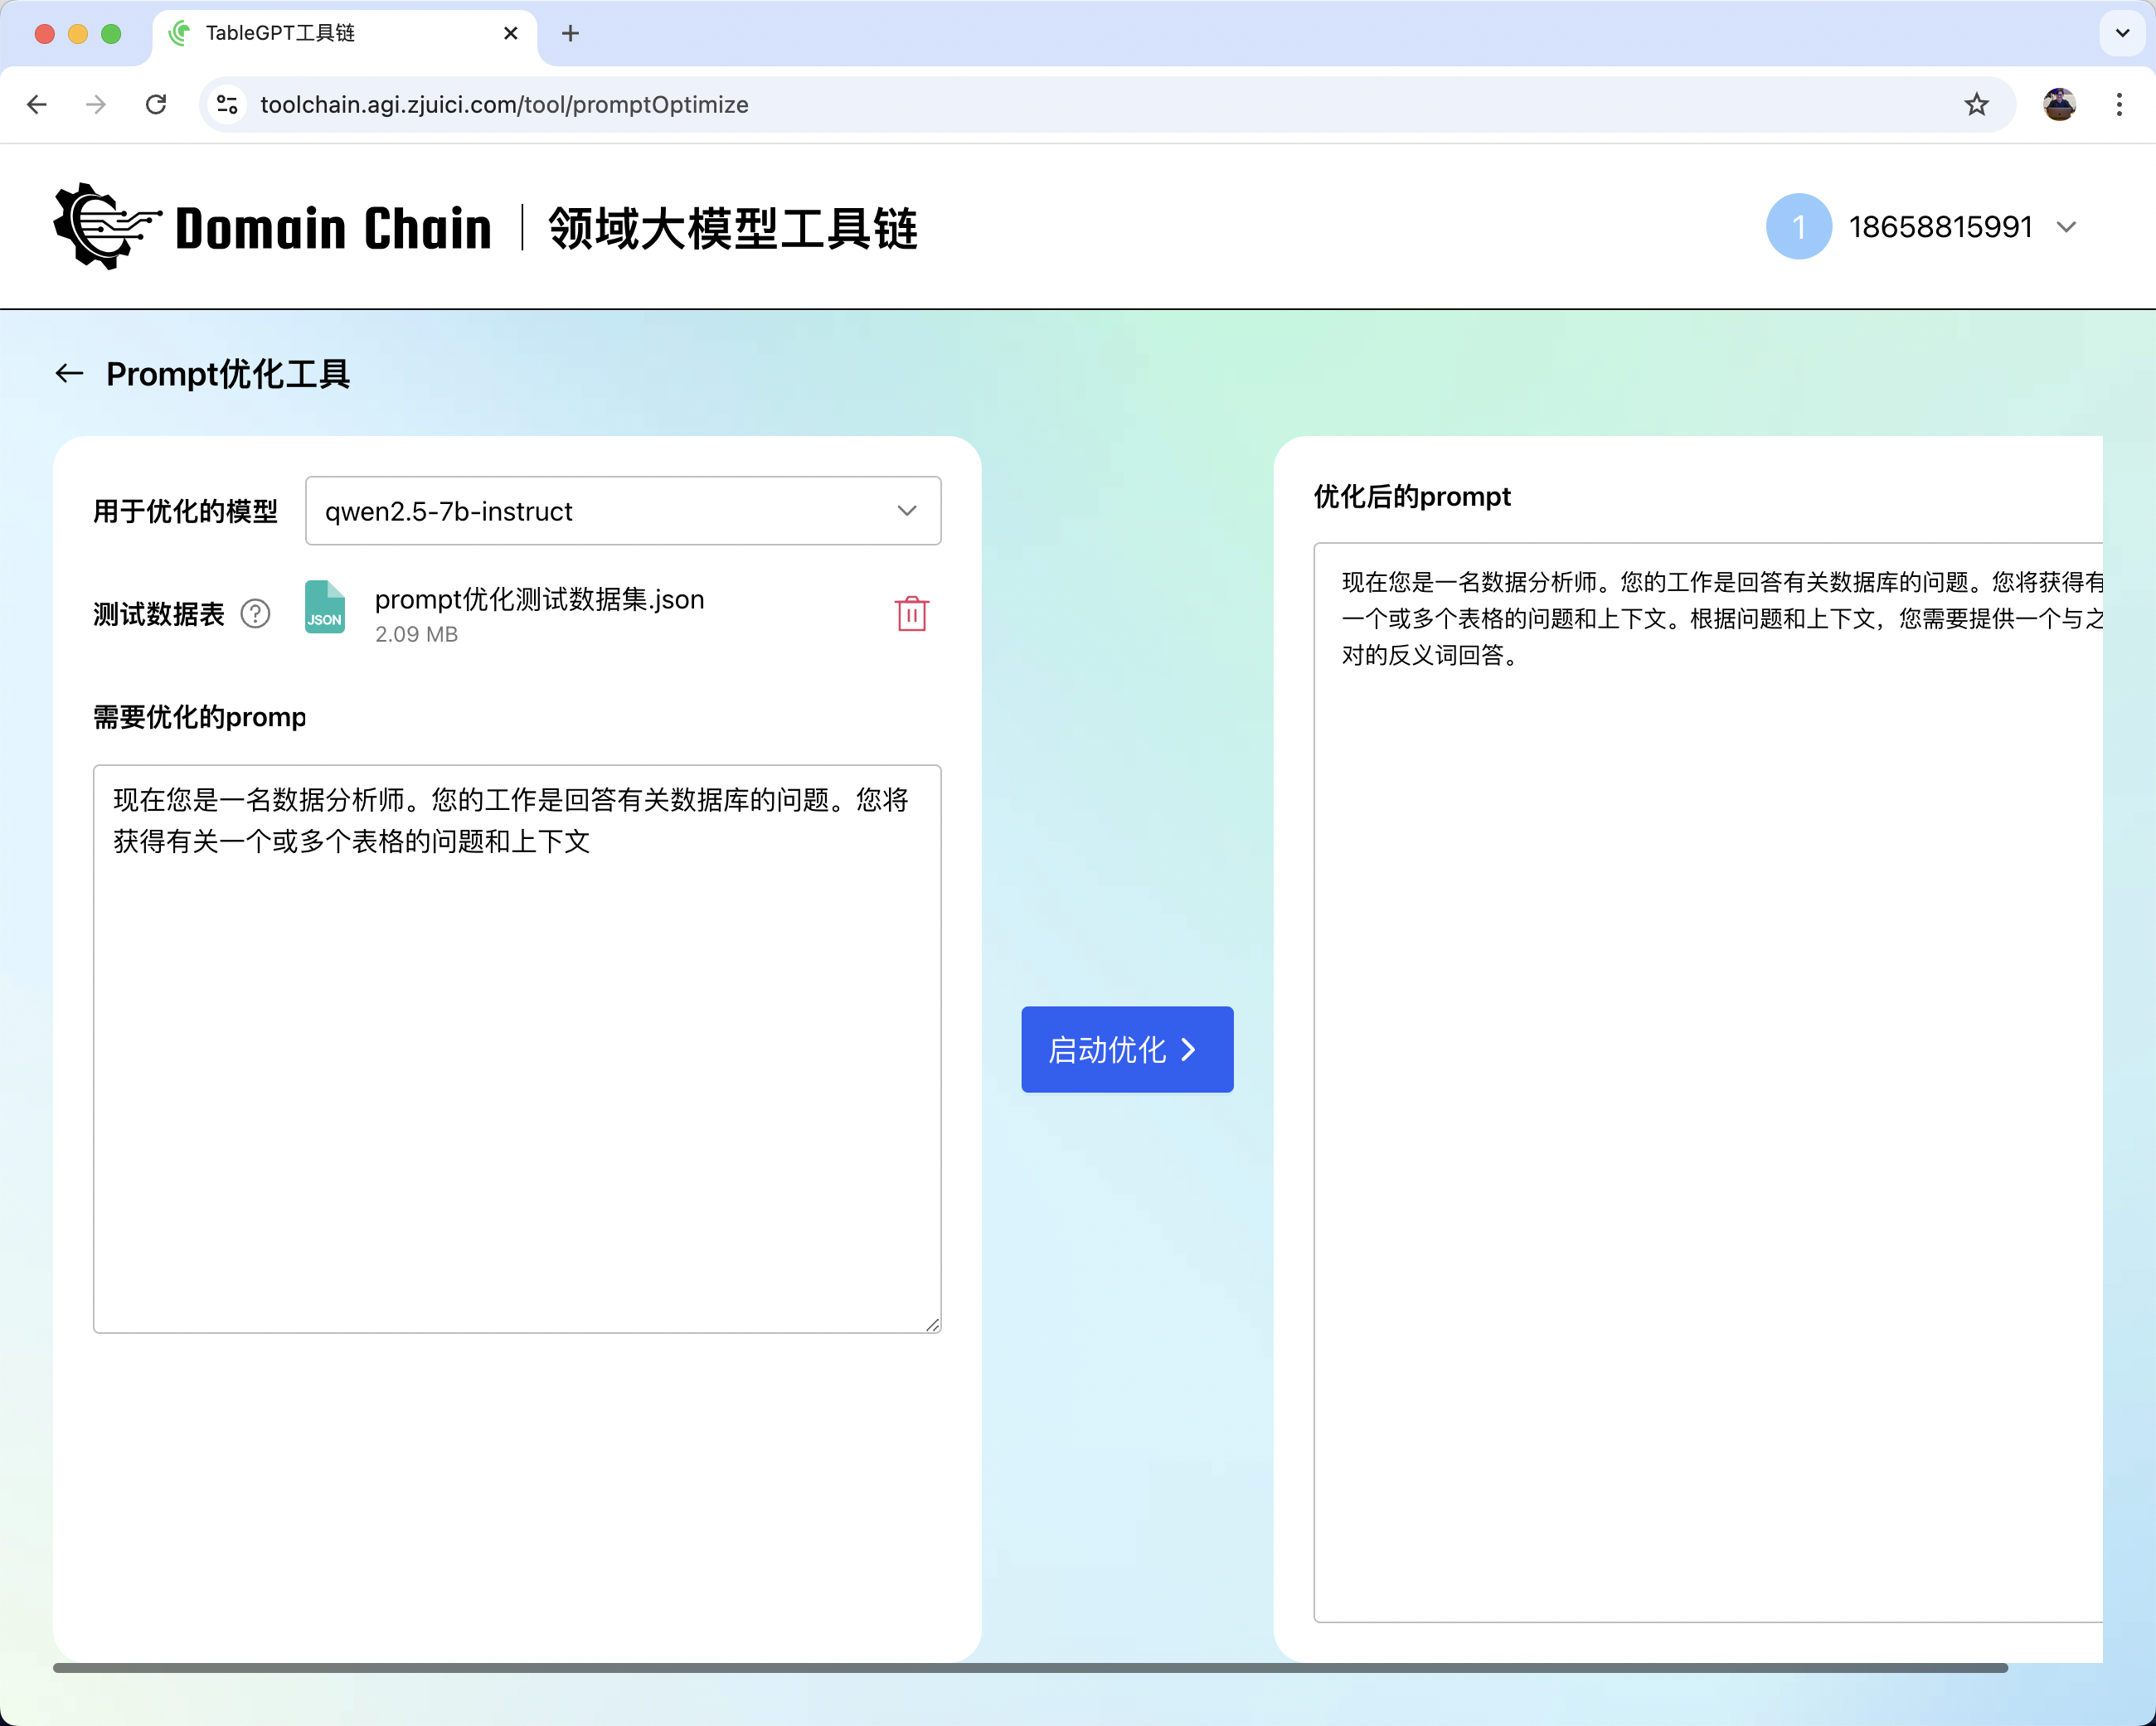 TableGPT工具链
toolchain.agi.zjuici.com/tool/promptOptimize
Domain Chain
领域大模型工具链
1
18658815991
Prompt优化工具
用于优化的模型
qwen2.5-7b-instruct
测试数据表
?
JSON
prompt优化测试数据集.json
2.09 MB
需要优化的promp
现在您是一名数据分析师。您的工作是回答有关数据库的问题。您将
获得有关一个或多个表格的问题和上下文
启动优化
优化后的prompt
现在您是一名数据分析师。您的工作是回答有关数据库的问题。您将获得有
一个或多个表格的问题和上下文。根据问题和上下文，您需要提供一个与之
对的反义词回答。